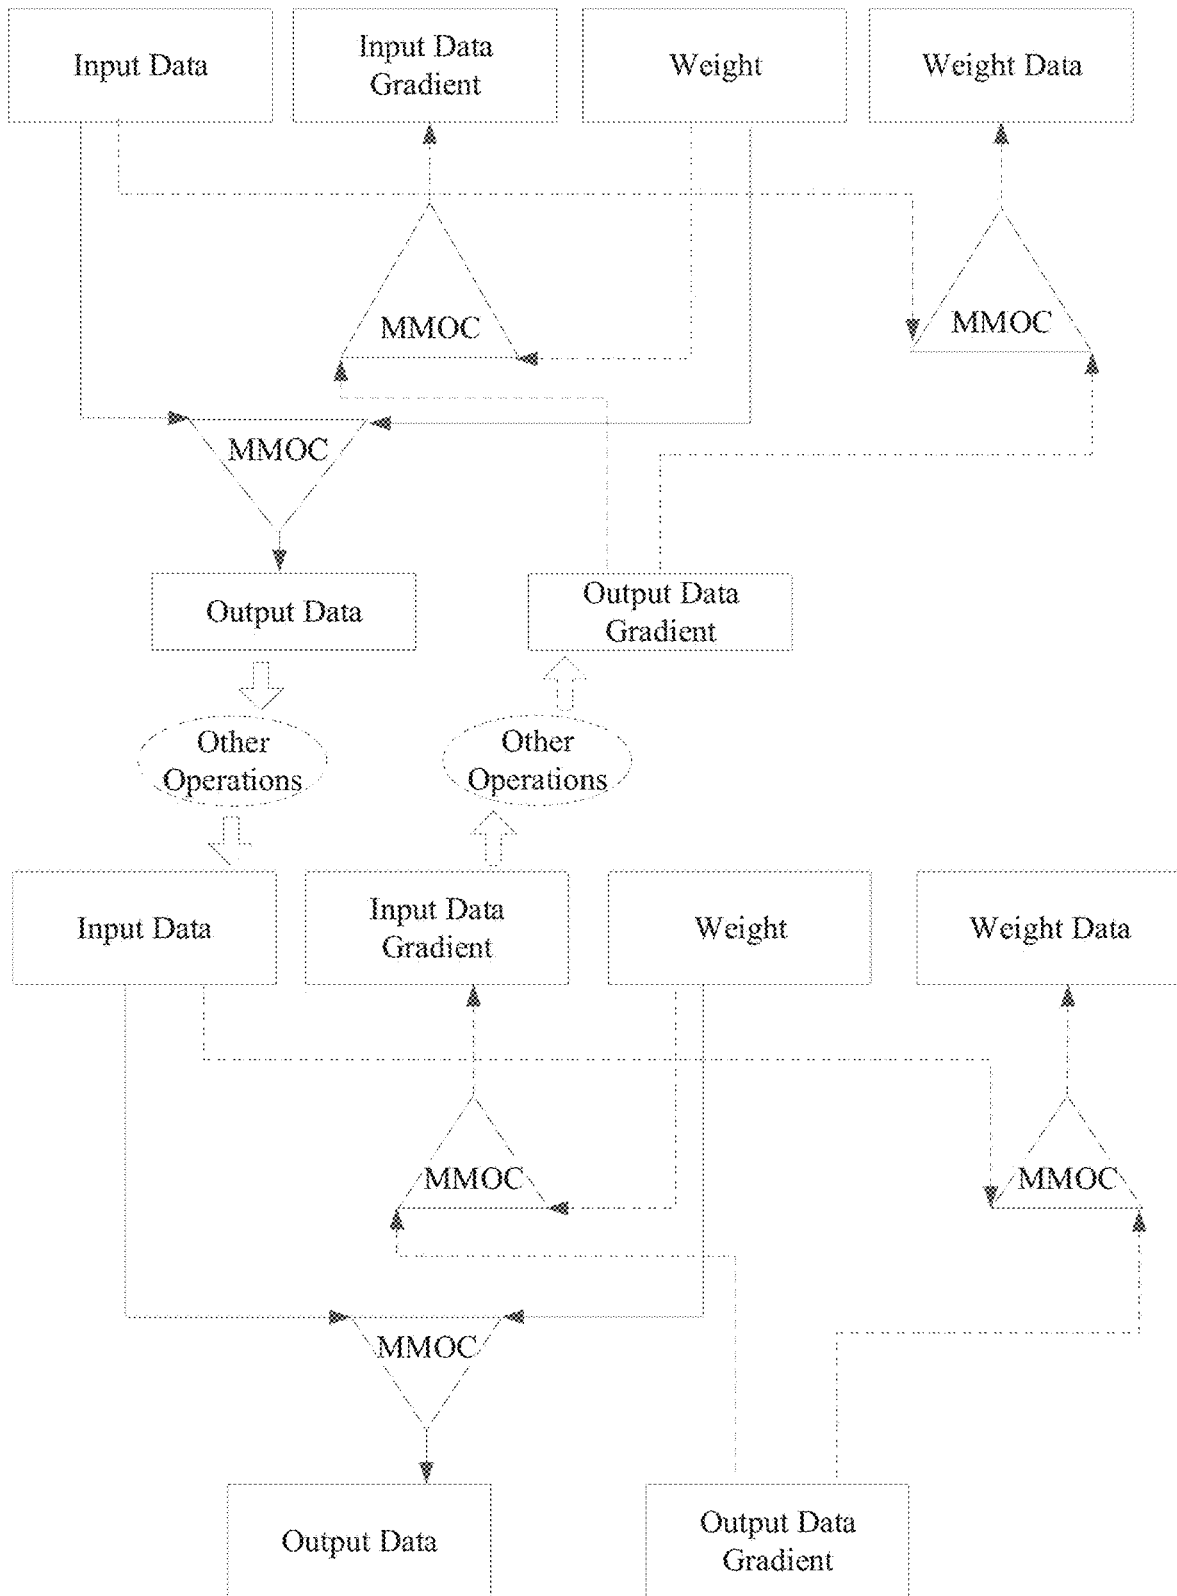 Input Data
Input Data
Gradient
Weight
Weight Data
MMOC
MMOC
MMOC
Output Data
Output Data
Gradient
Other
Operations
Other
Operations
Input Data
Input Data
Gradient
Weight
Weight Data
MMOC
MMOC
MMOC
Output Data
Output Data
Gradient